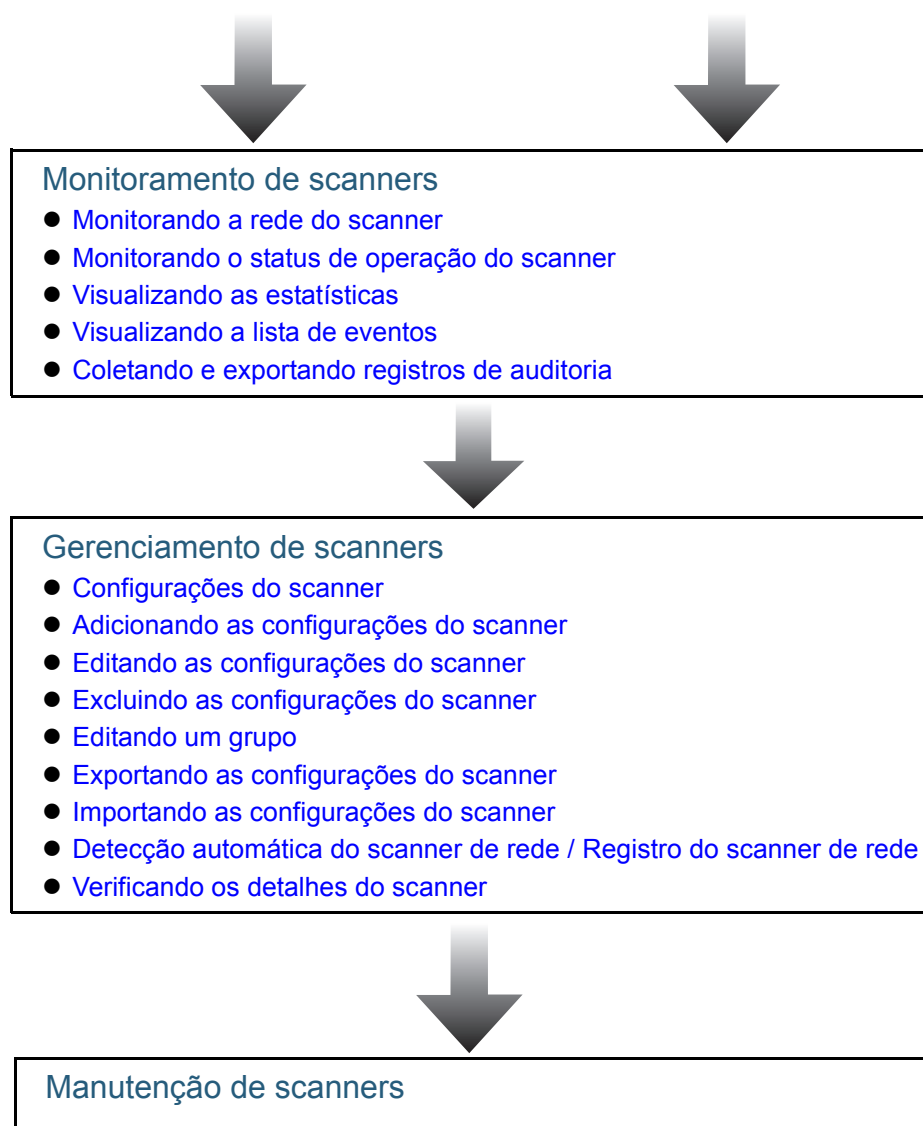 Monitoramento de scanners
● Monitorando a rede do scanner
● Monitorando o status de operação do scanner
● Visualizando as estatísticas
● Visualizando a lista de eventos
● Coletando e exportando registros de auditoria
Gerenciamento de scanners
● Configurações do scanner
● Adicionando as configurações do scanner
● Editando as configurações do scanner
● Excluindo as configurações do scanner
● Editando um grupo
● Exportando as configurações do scanner
● Importando as configurações do scanner
● Detecção automática do scanner de rede / Registro do scanner de rede
● Verificando os detalhes do scanner
Manutenção de scanners